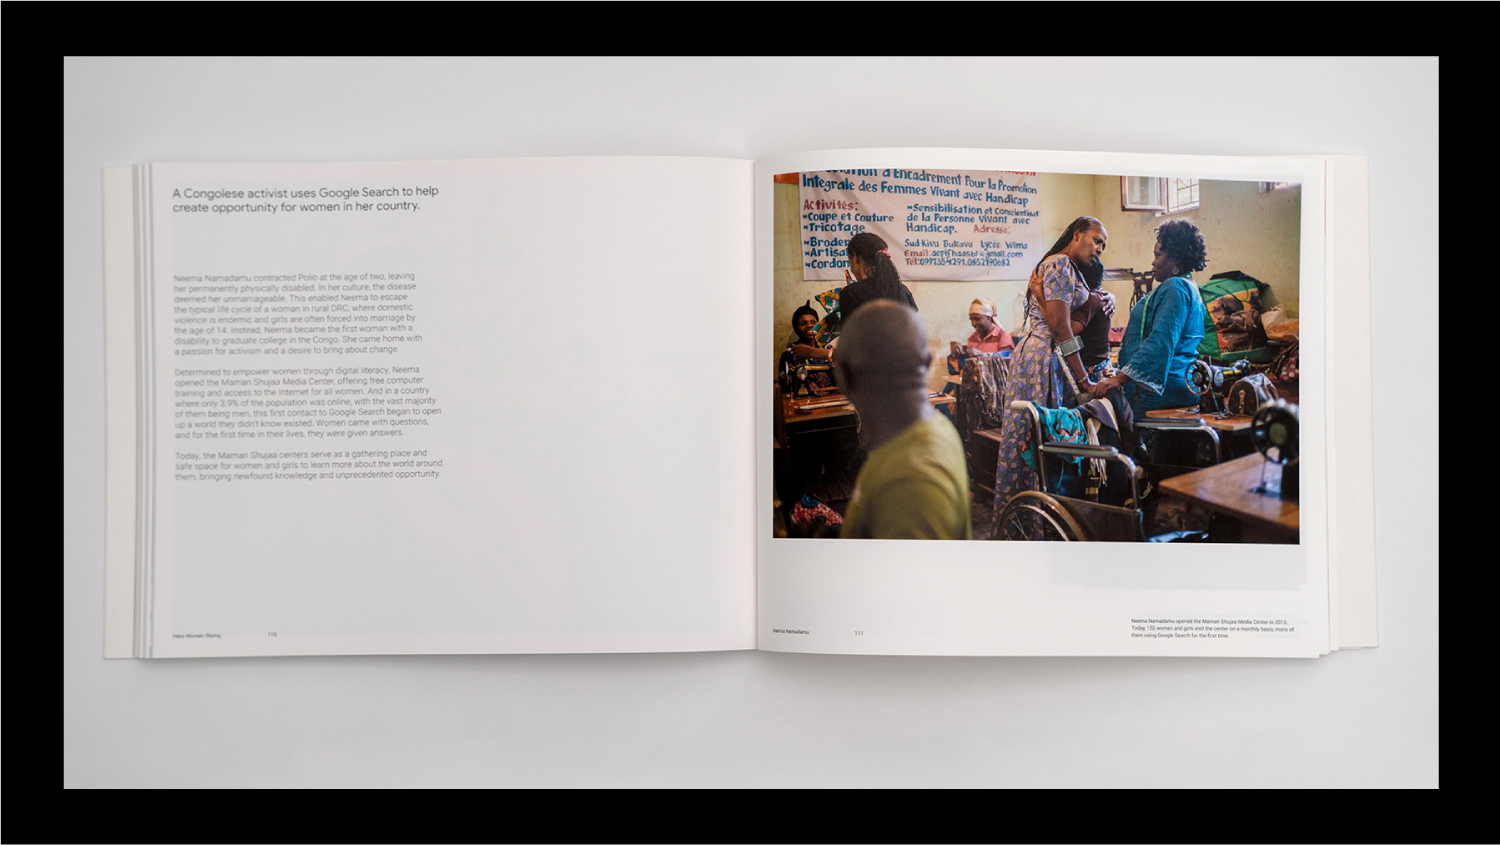 A Congolese activist uses Google Search to help
create opportunity for women in her country.
Neema Namadamu contracted Polio at the age of two, leaving
her permanently physically disabled. In her culture, the disease
deemed her unmarriageable. This enabled Neema to escape
the typical life cycle of a woman in rural DRC, where domestic
violence is endemic and girls are often forced into marriage by
the age of 14. Instead, Neema became the first woman with a
disability to graduate college in the Congo. She came home with
a passion for activism and a desire to bring about change.
Determined to empower women through digital literacy, Neema
opened the Maman Shujaa Media Center, offering free computer
training and access to the Internet for all women. And in a country
where only 3.9% of the population was online, with the vast majority
of them being men, this first contact to Google Search began to open
up a world they didn't know existed. Women came with questions,
and for the first time in their lives, they were given answers.
Today, the Maman Shujaa centers serve as a gathering place and
safe space for women and girls to learn more about the world around
them, bringing newfound knowledge and unprecedented opportunity.
Women Rising
110
d'Encadrement Pour la Promotion
Integrale des Femmes Vivant avec Handicap
Activités:
Coupe et Couture
Tricotage
Broder
Artisa
Cordon
Sensibilisation et Conscientisat
de la Personne Vivant avec
Handicap. Adresse:
Sud-Kivu Bukavu Lycée Wima
Email:
Tel:
Neema Namadamu
111
Neema Namadamu opened the Maman Shujaa Media Center in 2012.
Today, 150 women and girls visit the center on a monthly basis, many of
them using Google Search for the first time.